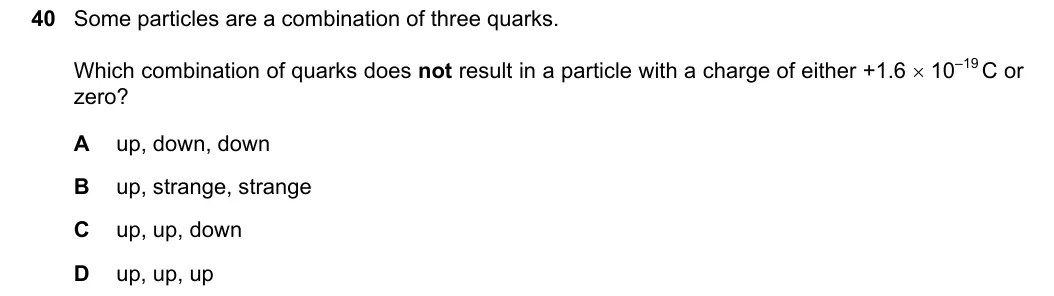 40 Some particles are a combination of three quarks.
Which combination of quarks does not result in a particle with a charge of either +1.6 × 10⁻¹⁹ C or
zero?
A up, down, down
B up, strange, strange
C up, up, down
D up, up, up